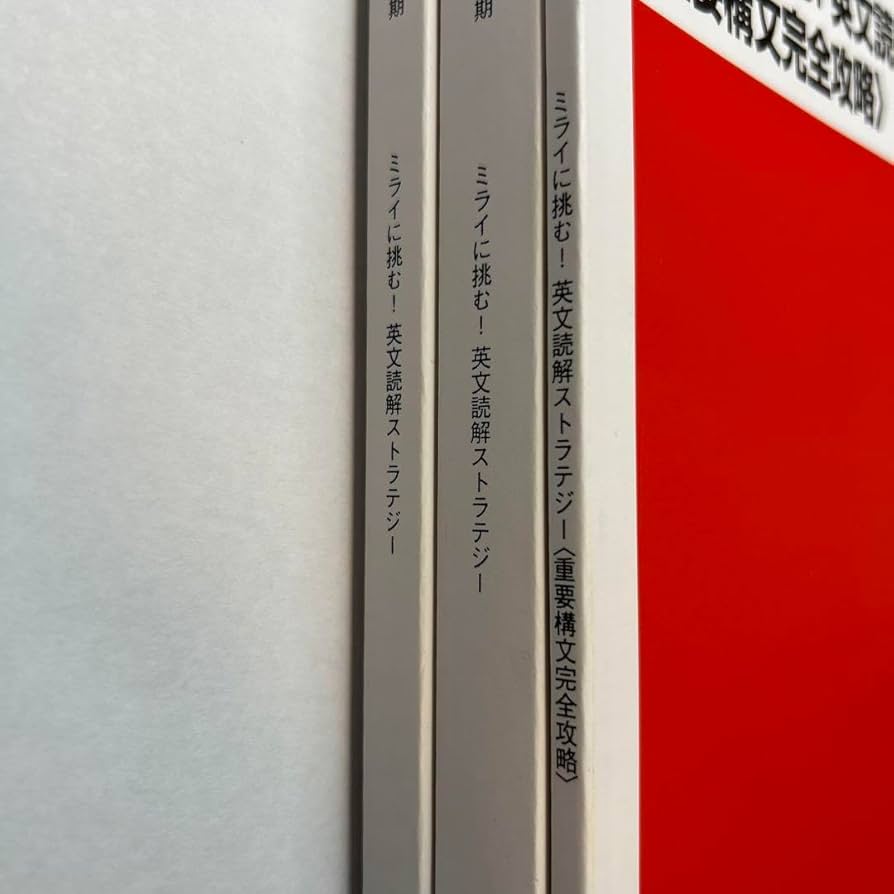 期
ミライに挑む！ 英文読解ストラテジー
期
ミライに挑む！ 英文読解ストラテジー
ミライに挑む！ 英文読解ストラテジー〈重要構文完全攻略〉
英文読
要構文完全攻略〉